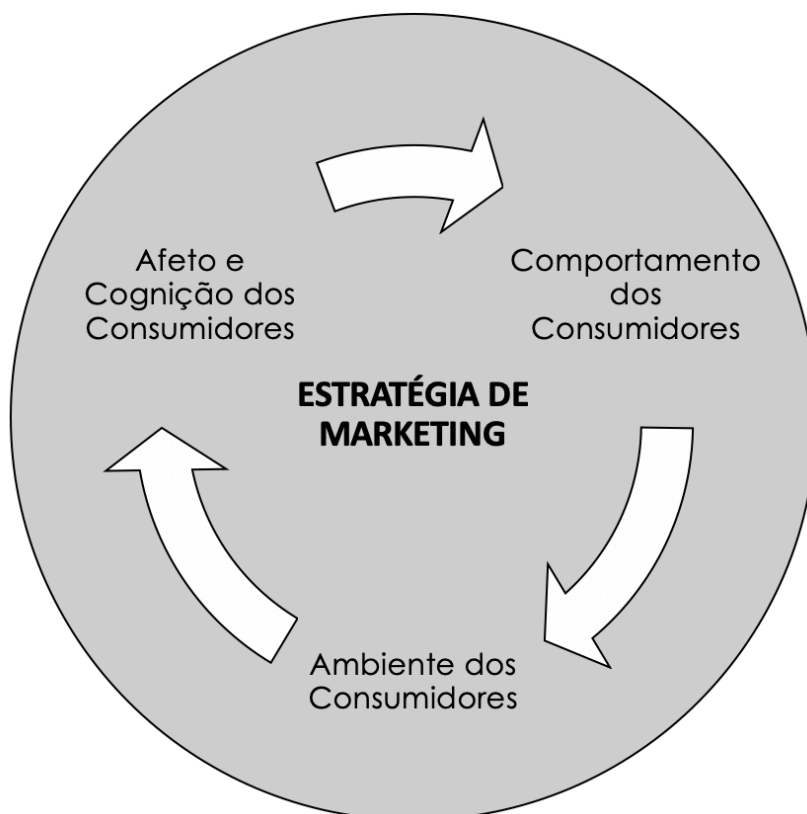 Afeto e
Cognição dos
Consumidores
Comportamento
dos
Consumidores
ESTRATÉGIA DE
MARKETING
Ambiente dos
Consumidores